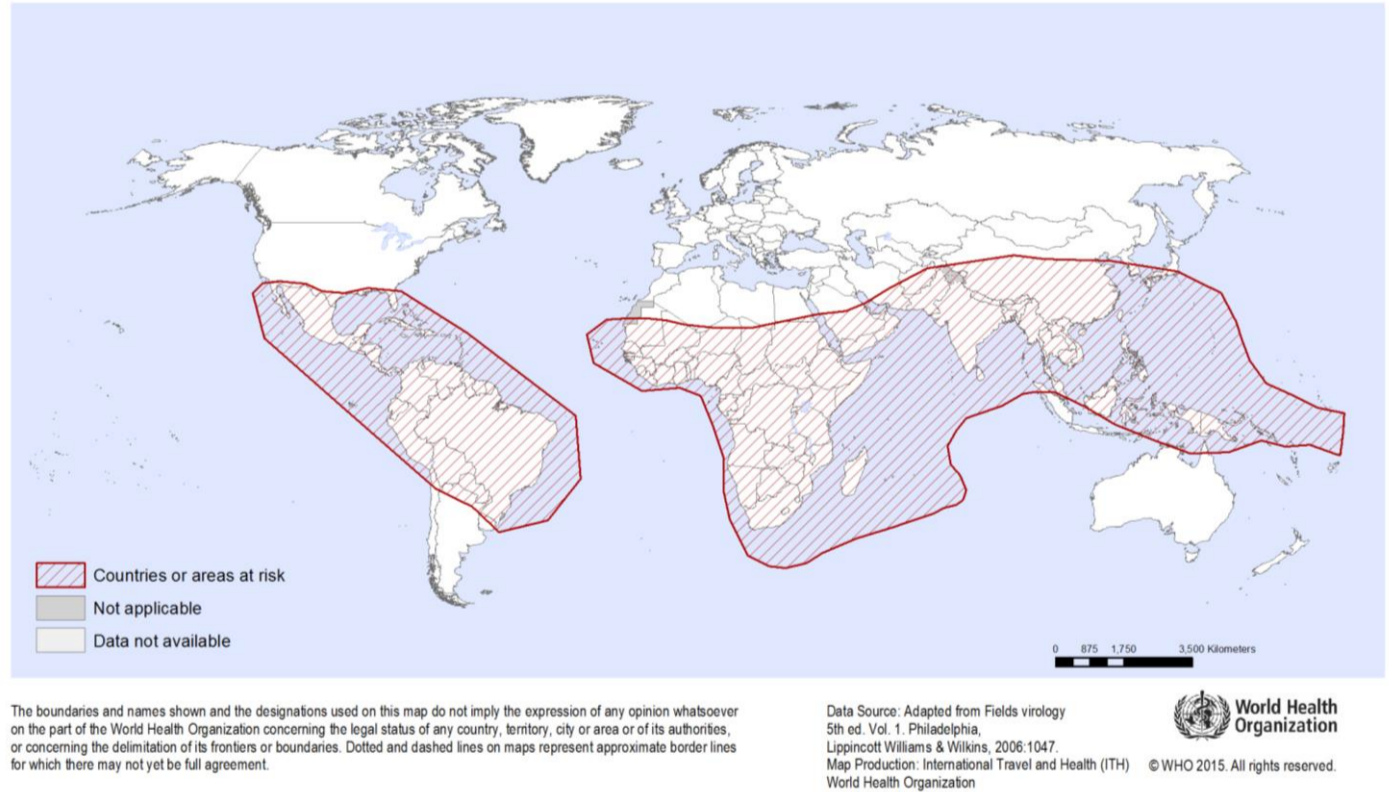 Countries or areas at risk
Not applicable
Data not available
0 875 1,750 3,500 Kilometers
The boundaries and names shown and the designations used on this map do not imply the expression of any opinion whatsoever
on the part of the World Health Organization concerning the legal status of any country, territory, city or area or of its authorities,
or concerning the delimitation of its frontiers or boundaries. Dotted and dashed lines on maps represent approximate border lines
for which there may not yet be full agreement.
Data Source: Adapted from Fields virology
5th ed. Vol. 1. Philadelphia,
Lippincott Williams & Wilkins, 2006:1047.
Map Production: International Travel and Health (ITH)
World Health Organization
World Health
Organization
© WHO 2015. All rights reserved.